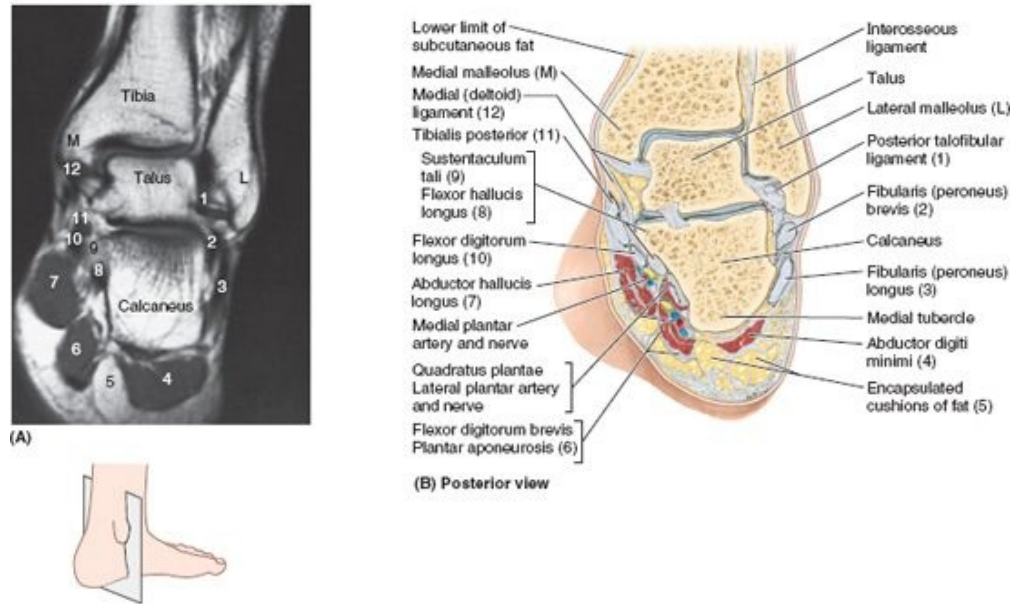 Tibia
M
12
Talus
1
L
11
10
9
2
8
7
3
Calcaneus
6
5
4
(A)
Lower limit of
subcutaneous fat
Medial malleolus (M)
Medial (deltoid)
ligament (12)
Tibialis posterior (11)
Sustentaculum
tali (9)
Flexor hallucis
longus (8)
Flexor digitorum
longus (10)
Abductor hallucis
longus (7)
Medial plantar
artery and nerve
Quadratus plantae
Lateral plantar artery
and nerve
Flexor digitorum brevis
Plantar aponeurosis (6)
Interosseous
ligament
Talus
Lateral malleolus (L)
Posterior talofibular
ligament (1)
Fibularis (peroneus)
brevis (2)
Calcaneus
Fibularis (peroneus)
longus (3)
Medial tubercle
Abductor digiti
minimi (4)
Encapsulated
cushions of fat (5)
(B) Posterior view